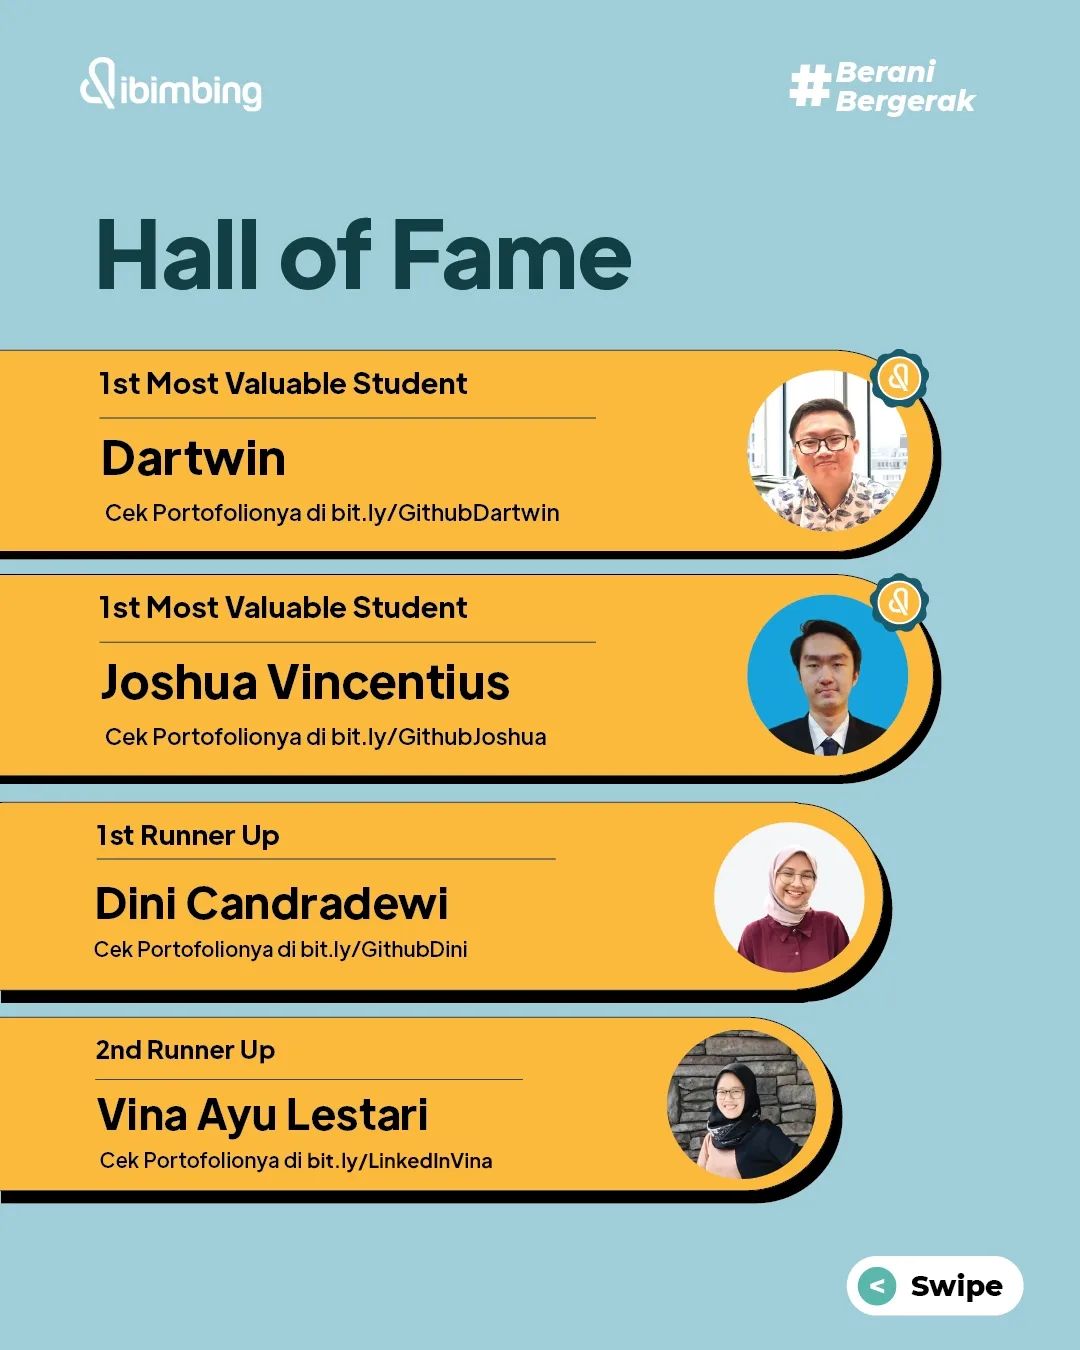 dibimbing
#Berani
Bergerak
Hall of Fame
1st Most Valuable Student
Dartwin
Cek Portofolionya di bit.ly/GithubDartwin
1st Most Valuable Student
Joshua Vincentius
Cek Portofolionya di bit.ly/GithubJoshua
1st Runner Up
Dini Candradewi
Cek Portofolionya di bit.ly/GithubDini
2nd Runner Up
Vina Ayu Lestari
Cek Portofolionya di bit.ly/LinkedInVina
< Swipe